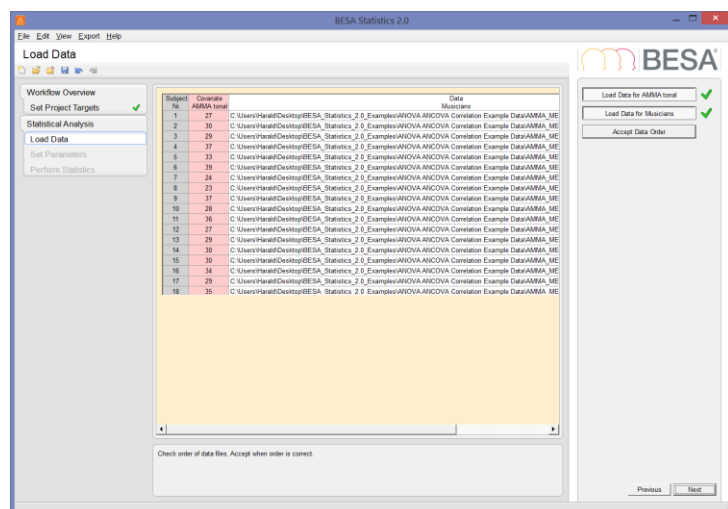 BESA Statistics 2.0
File Edit View Export Help
Load Data
BESA
Workflow Overview
Set Project Targets
Statistical Analysis
Load Data
Set Parameters
Perform Statistics
Subject Covariate Data
Nr. AMMA tonal Musicians
1 27 C:\Users\Harald\Desktop\BESA_Statistics_2.0_Examples\ANOVA ANCOVA Correlation Example Data\AMMA_ME
2 30 C:\Users\Harald\Desktop\BESA_Statistics_2.0_Examples\ANOVA ANCOVA Correlation Example Data\AMMA_ME
3 29 C:\Users\Harald\Desktop\BESA_Statistics_2.0_Examples\ANOVA ANCOVA Correlation Example Data\AMMA_ME
4 37 C:\Users\Harald\Desktop\BESA_Statistics_2.0_Examples\ANOVA ANCOVA Correlation Example Data\AMMA_ME
5 33 C:\Users\Harald\Desktop\BESA_Statistics_2.0_Examples\ANOVA ANCOVA Correlation Example Data\AMMA_ME
6 39 C:\Users\Harald\Desktop\BESA_Statistics_2.0_Examples\ANOVA ANCOVA Correlation Example Data\AMMA_ME
7 24 C:\Users\Harald\Desktop\BESA_Statistics_2.0_Examples\ANOVA ANCOVA Correlation Example Data\AMMA_ME
8 23 C:\Users\Harald\Desktop\BESA_Statistics_2.0_Examples\ANOVA ANCOVA Correlation Example Data\AMMA_ME
9 37 C:\Users\Harald\Desktop\BESA_Statistics_2.0_Examples\ANOVA ANCOVA Correlation Example Data\AMMA_ME
10 28 C:\Users\Harald\Desktop\BESA_Statistics_2.0_Examples\ANOVA ANCOVA Correlation Example Data\AMMA_ME
11 36 C:\Users\Harald\Desktop\BESA_Statistics_2.0_Examples\ANOVA ANCOVA Correlation Example Data\AMMA_ME
12 27 C:\Users\Harald\Desktop\BESA_Statistics_2.0_Examples\ANOVA ANCOVA Correlation Example Data\AMMA_ME
13 29 C:\Users\Harald\Desktop\BESA_Statistics_2.0_Examples\ANOVA ANCOVA Correlation Example Data\AMMA_ME
14 30 C:\Users\Harald\Desktop\BESA_Statistics_2.0_Examples\ANOVA ANCOVA Correlation Example Data\AMMA_ME
15 30 C:\Users\Harald\Desktop\BESA_Statistics_2.0_Examples\ANOVA ANCOVA Correlation Example Data\AMMA_ME
16 34 C:\Users\Harald\Desktop\BESA_Statistics_2.0_Examples\ANOVA ANCOVA Correlation Example Data\AMMA_ME
17 29 C:\Users\Harald\Desktop\BESA_Statistics_2.0_Examples\ANOVA ANCOVA Correlation Example Data\AMMA_ME
18 35 C:\Users\Harald\Desktop\BESA_Statistics_2.0_Examples\ANOVA ANCOVA Correlation Example Data\AMMA_ME
Check order of data files. Accept when order is correct.
Load Data for AMMA tonal
Load Data for Musicians
Accept Data Order
Previous Next